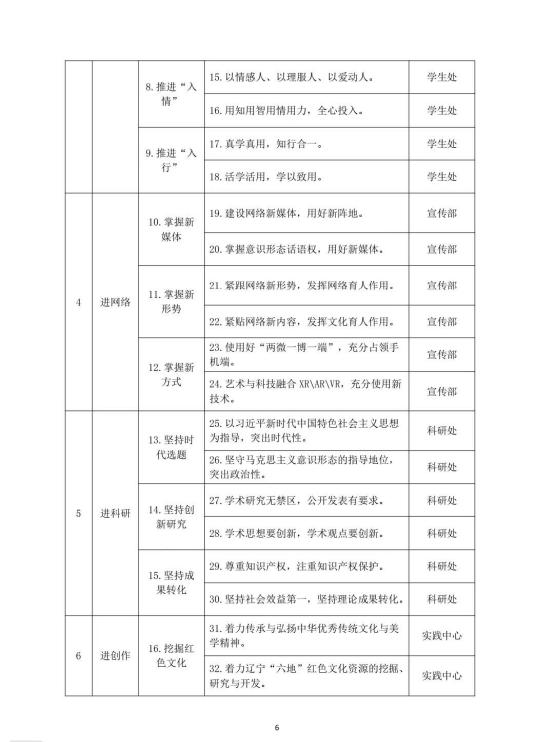 8.推进“入
情”
15.以情感人、以理服人、以爱动人。
学生处
16.用知用智用情用力，全心投入。
学生处
9.推进“入
行”
17.真学真用，知行合一。
学生处
18.活学活用，学以致用。
学生处
4
进网络
10.掌握新
媒体
19.建设网络新媒体，用好新阵地。
宣传部
20.掌握意识形态话语权，用好新媒体。
宣传部
11.掌握新
形势
21.紧跟网络新形势，发挥网络育人作用。
宣传部
22.紧贴网络新内容，发挥文化育人作用。
宣传部
12.掌握新
方式
23.使用好“两微一博一端”，充分占领手
机端。
宣传部
24.艺术与科技融合 XR\AR\VR，充分使用新
技术。
宣传部
5
进科研
13.坚持时
代选题
25.以习近平新时代中国特色社会主义思想
为指导，突出时代性。
科研处
26.坚守马克思主义意识形态的指导地位，
突出政治性。
科研处
14.坚持创
新研究
27.学术研究无禁区，公开发表有要求。
科研处
28.学术思想要创新，学术观点要创新。
科研处
15.坚持成
果转化
29.尊重知识产权，注重知识产权保护。
科研处
30.坚持社会效益第一，坚持理论成果转化。
科研处
6
进创作
16.挖掘红
色文化
31.着力传承与弘扬中华优秀传统文化与美
学精神。
实践中心
32.着力辽宁“六地”红色文化资源的挖掘、
研究与开发。
实践中心
6